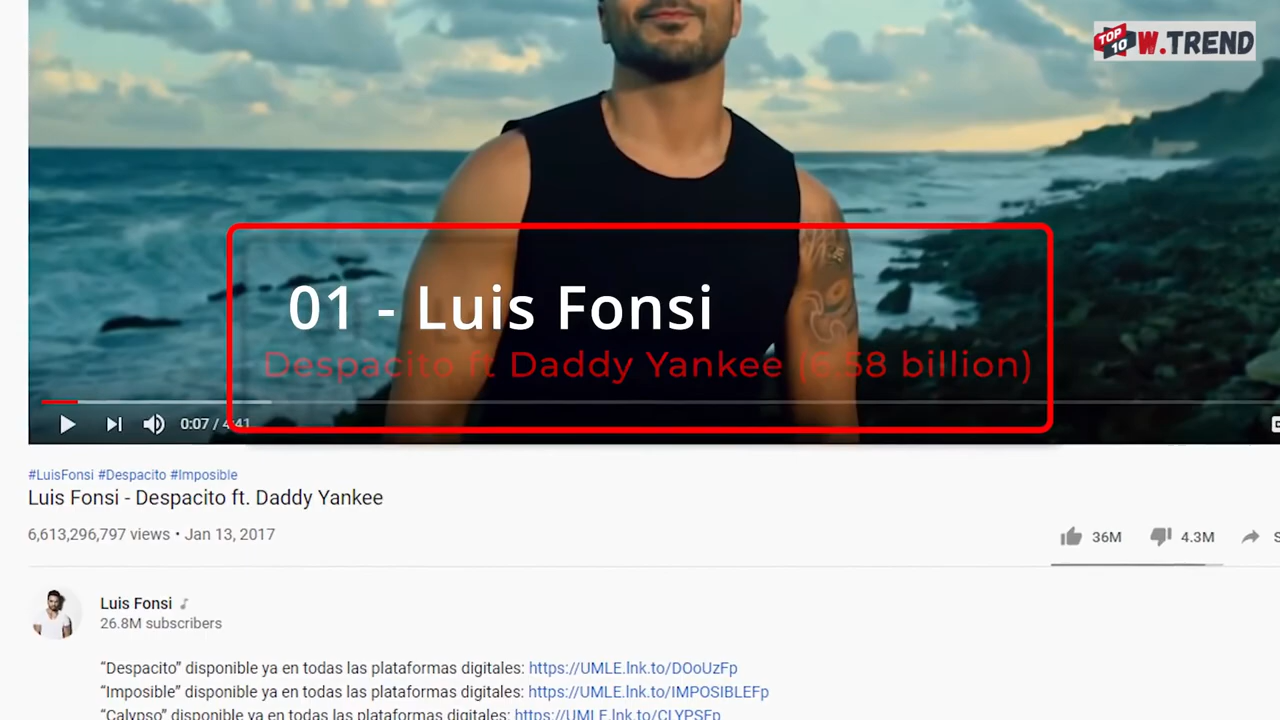 TOP
10
W.TREND
01 - Luis Fonsi
Despacito ft Daddy Yankee (6,58 billion)
0:07 / 4:41
#LuisFonsi #Despacito #Imposible
Luis Fonsi - Despacito ft. Daddy Yankee
6,613,296,797 views • Jan 13, 2017
36M
4.3M
S
Luis Fonsi
26.8M subscribers
“Despacito” disponible ya en todas las plataformas digitales: https://UMLE.lnk.to/DOoUzFp
“Imposible” disponible ya en todas las plataformas digitales: https://UMLE.lnk.to/IMPOSIBLEFp
“Calypso” disponible ya en todas las plataformas digitales: https://UMLE.lnk.to/CLYPSFp